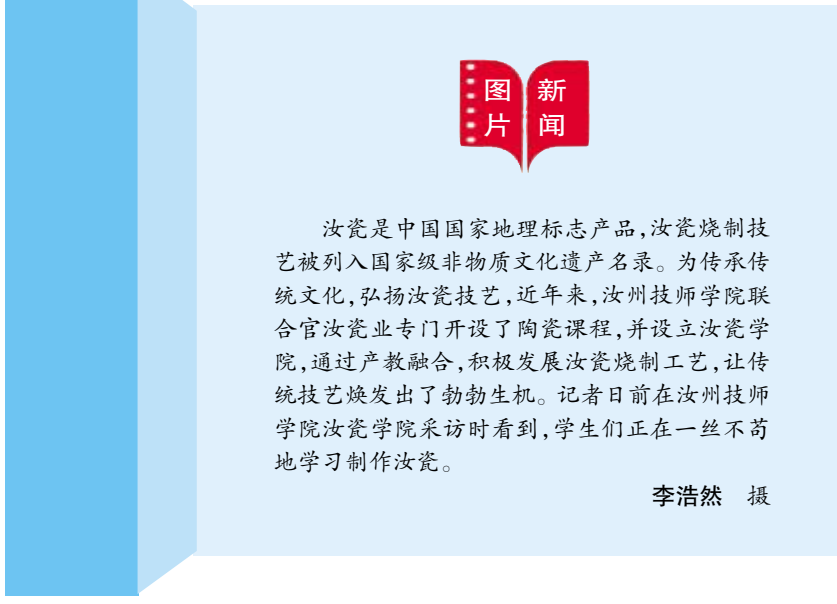 图片
新闻
汝瓷是中国国家地理标志产品,汝瓷烧制技
艺被列入国家级非物质文化遗产名录。为传承传
统文化,弘扬汝瓷技艺,近年来,汝州技师学院联
合官汝瓷业专门开设了陶瓷课程,并设立汝瓷学
院,通过产教融合,积极发展汝瓷烧制工艺,让传
统技艺焕发出了勃勃生机。记者日前在汝州技师
学院汝瓷学院采访时看到,学生们正在一丝不苟
地学习制作汝瓷。
李浩然 摄